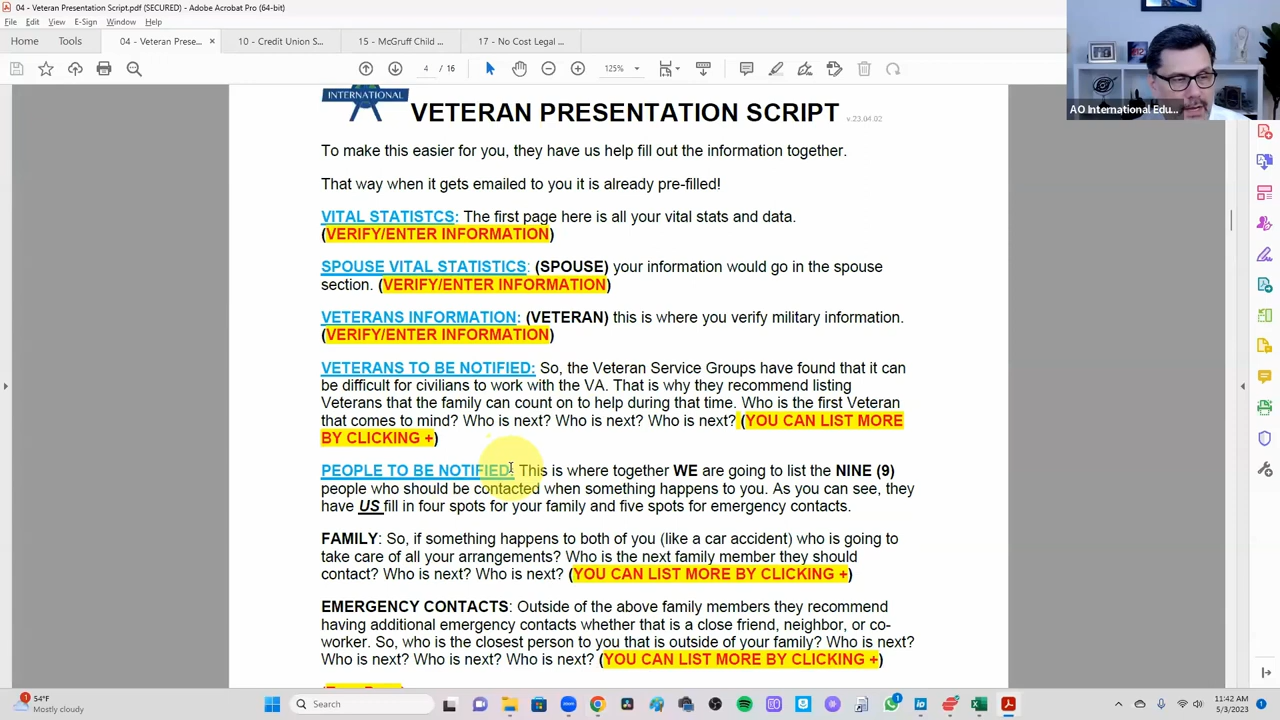 04 - Veteran Presentation Script.pdf (SECURED) - Adobe Acrobat Pro (64-bit)
File Edit View E-Sign Window Help
Home Tools 04 - Veteran Prese... × 10 - Credit Union S... 15 - McGruff Child ... 17 - No Cost Legal ...
4 / 16 125%
AO International Edu...
INTERNATIONAL
VETERAN PRESENTATION SCRIPT v.23.04.02
To make this easier for you, they have us help fill out the information together.
That way when it gets emailed to you it is already pre-filled!
VITAL STATISTCS: The first page here is all your vital stats and data.
(VERIFY/ENTER INFORMATION)
SPOUSE VITAL STATISTICS: (SPOUSE) your information would go in the spouse
section. (VERIFY/ENTER INFORMATION)
VETERANS INFORMATION: (VETERAN) this is where you verify military information.
(VERIFY/ENTER INFORMATION)
VETERANS TO BE NOTIFIED: So, the Veteran Service Groups have found that it can
be difficult for civilians to work with the VA. That is why they recommend listing
Veterans that the family can count on to help during that time. Who is the first Veteran
that comes to mind? Who is next? Who is next? Who is next? (YOU CAN LIST MORE
BY CLICKING +)
PEOPLE TO BE NOTIFIED: This is where together WE are going to list the NINE (9)
people who should be contacted when something happens to you. As you can see, they
have US fill in four spots for your family and five spots for emergency contacts.
FAMILY: So, if something happens to both of you (like a car accident) who is going to
take care of all your arrangements? Who is the next family member they should
contact? Who is next? Who is next? (YOU CAN LIST MORE BY CLICKING +)
EMERGENCY CONTACTS: Outside of the above family members they recommend
having additional emergency contacts whether that is a close friend, neighbor, or co-
worker. So, who is the closest person to you that is outside of your family? Who is next?
Who is next? Who is next? Who is next? (YOU CAN LIST MORE BY CLICKING +)
1 54°F
Mostly cloudy
Search
11:42 AM
5/3/2023